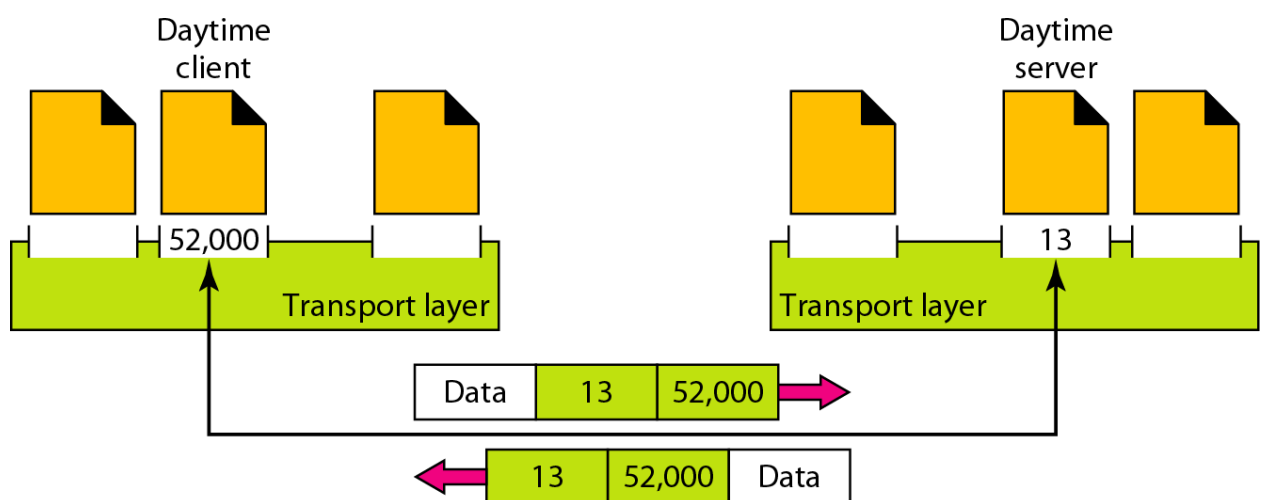 Daytime
client
Daytime
server
52,000
13
Transport layer
Transport layer
Data 13 52,000
13 52,000 Data